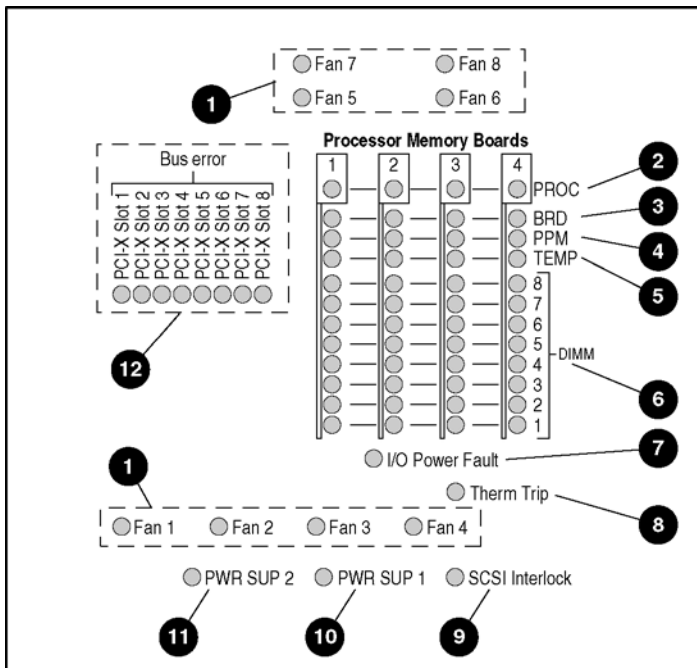 Fan 7 Fan 8
1
Fan 5 Fan 6
Processor Memory Boards
Bus error
1 2 3 4
2
PROC
3
BRD
PPM
4
TEMP
5
PCI-X Slot 1
PCI-X Slot 2
PCI-X Slot 3
PCI-X Slot 4
PCI-X Slot 5
PCI-X Slot 6
PCI-X Slot 7
PCI-X Slot 8
8
7
6
5
4
3
2
1
DIMM
12
6
I/O Power Fault
7
1
Therm Trip
8
Fan 1 Fan 2 Fan 3 Fan 4
PWR SUP 2 PWR SUP 1 SCSI Interlock
11 10 9